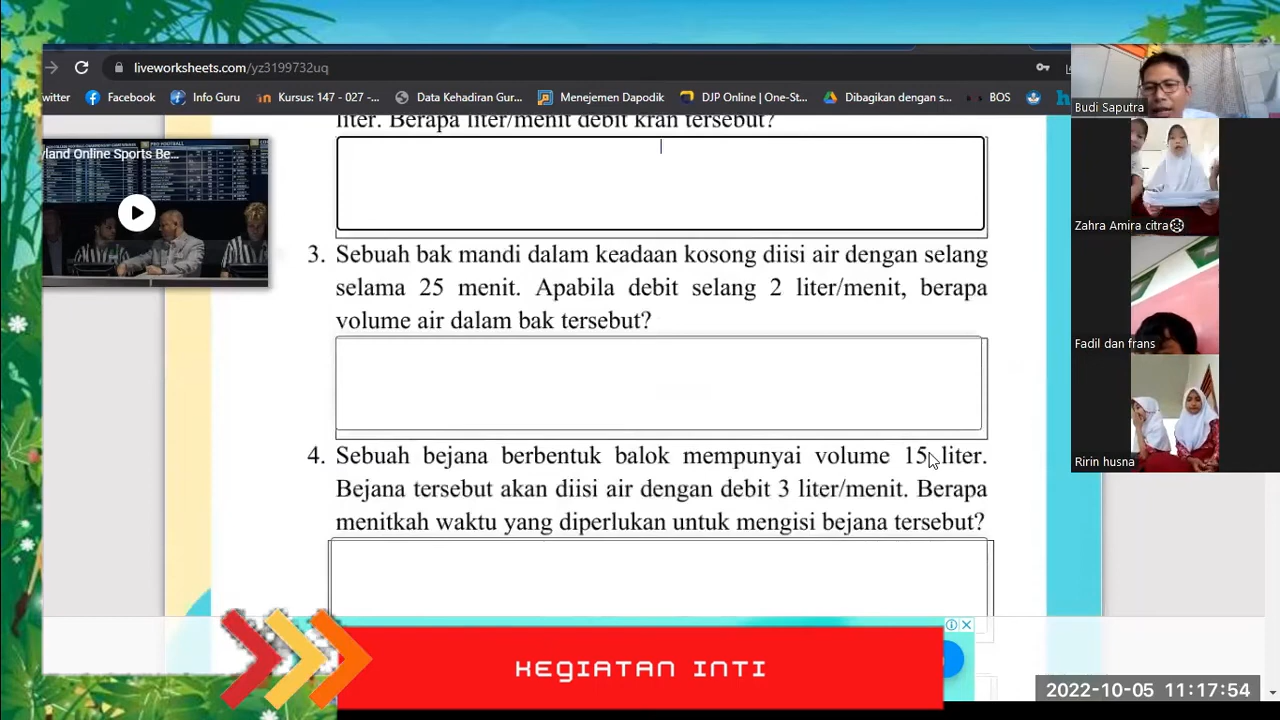 liveworksheets.com/yz3199732uq
witter
Facebook
Info Guru
Kursus: 147 - 027 -...
Data Kehadiran Gur...
Menejemen Dapodik
DJP Online | One-St...
Dibagikan dengan s...
BOS
liter. Berapa liter/menit debit kran tersebut?
yland Online Sports Be...
PRO FOOTBALL
3. Sebuah bak mandi dalam keadaan kosong diisi air dengan selang
selama 25 menit. Apabila debit selang 2 liter/menit, berapa
volume air dalam bak tersebut?
4. Sebuah bejana berbentuk balok mempunyai volume 15 liter.
Bejana tersebut akan diisi air dengan debit 3 liter/menit. Berapa
menitkah waktu yang diperlukan untuk mengisi bejana tersebut?
Budi Saputra
Zahra Amira citra
Fadil dan frans
Ririn husna
KEGIATAN INTI
2022-10-05 11:17:54